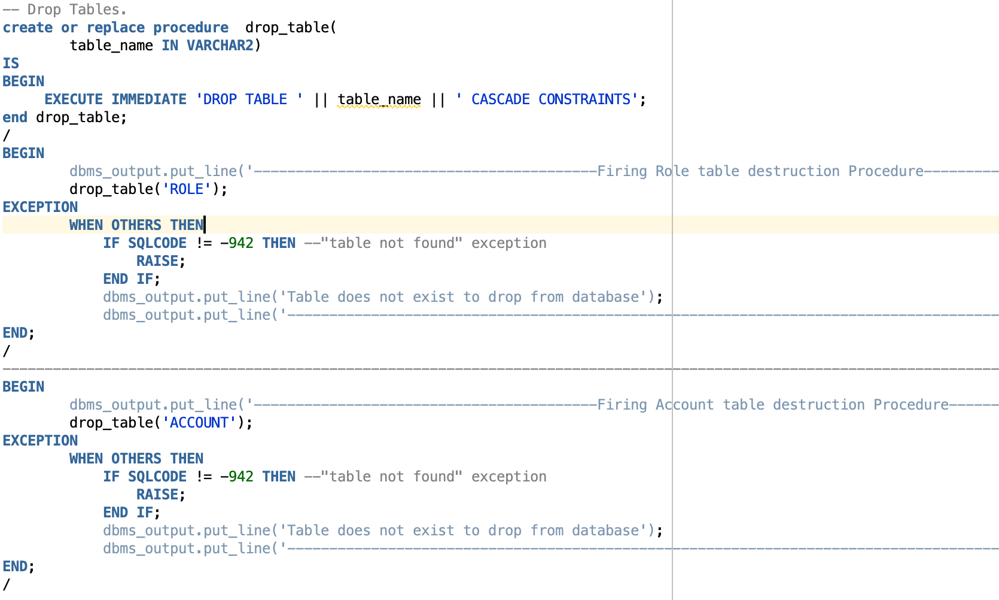 -- Drop Tables.
create or replace procedure  drop_table(
        table_name IN VARCHAR2)
IS
BEGIN
     EXECUTE IMMEDIATE 'DROP TABLE ' || table_name || ' CASCADE CONSTRAINTS';
end drop_table;
/
BEGIN
        dbms_output.put_line('-----------------------------------------Firing Role table destruction Procedure---------
        drop_table('ROLE');
EXCEPTION
        WHEN OTHERS THEN
            IF SQLCODE != -942 THEN --"table not found" exception
                RAISE;
            END IF;
            dbms_output.put_line('Table does not exist to drop from database');
            dbms_output.put_line('-------------------------------------------------------------------------------------
END;
/
-----------------------------------------------------------------------------------------------------------------------
BEGIN
        dbms_output.put_line('-----------------------------------------Firing Account table destruction Procedure------
        drop_table('ACCOUNT');
EXCEPTION
        WHEN OTHERS THEN
            IF SQLCODE != -942 THEN --"table not found" exception
                RAISE;
            END IF;
            dbms_output.put_line('Table does not exist to drop from database');
            dbms_output.put_line('-------------------------------------------------------------------------------------
END;
/